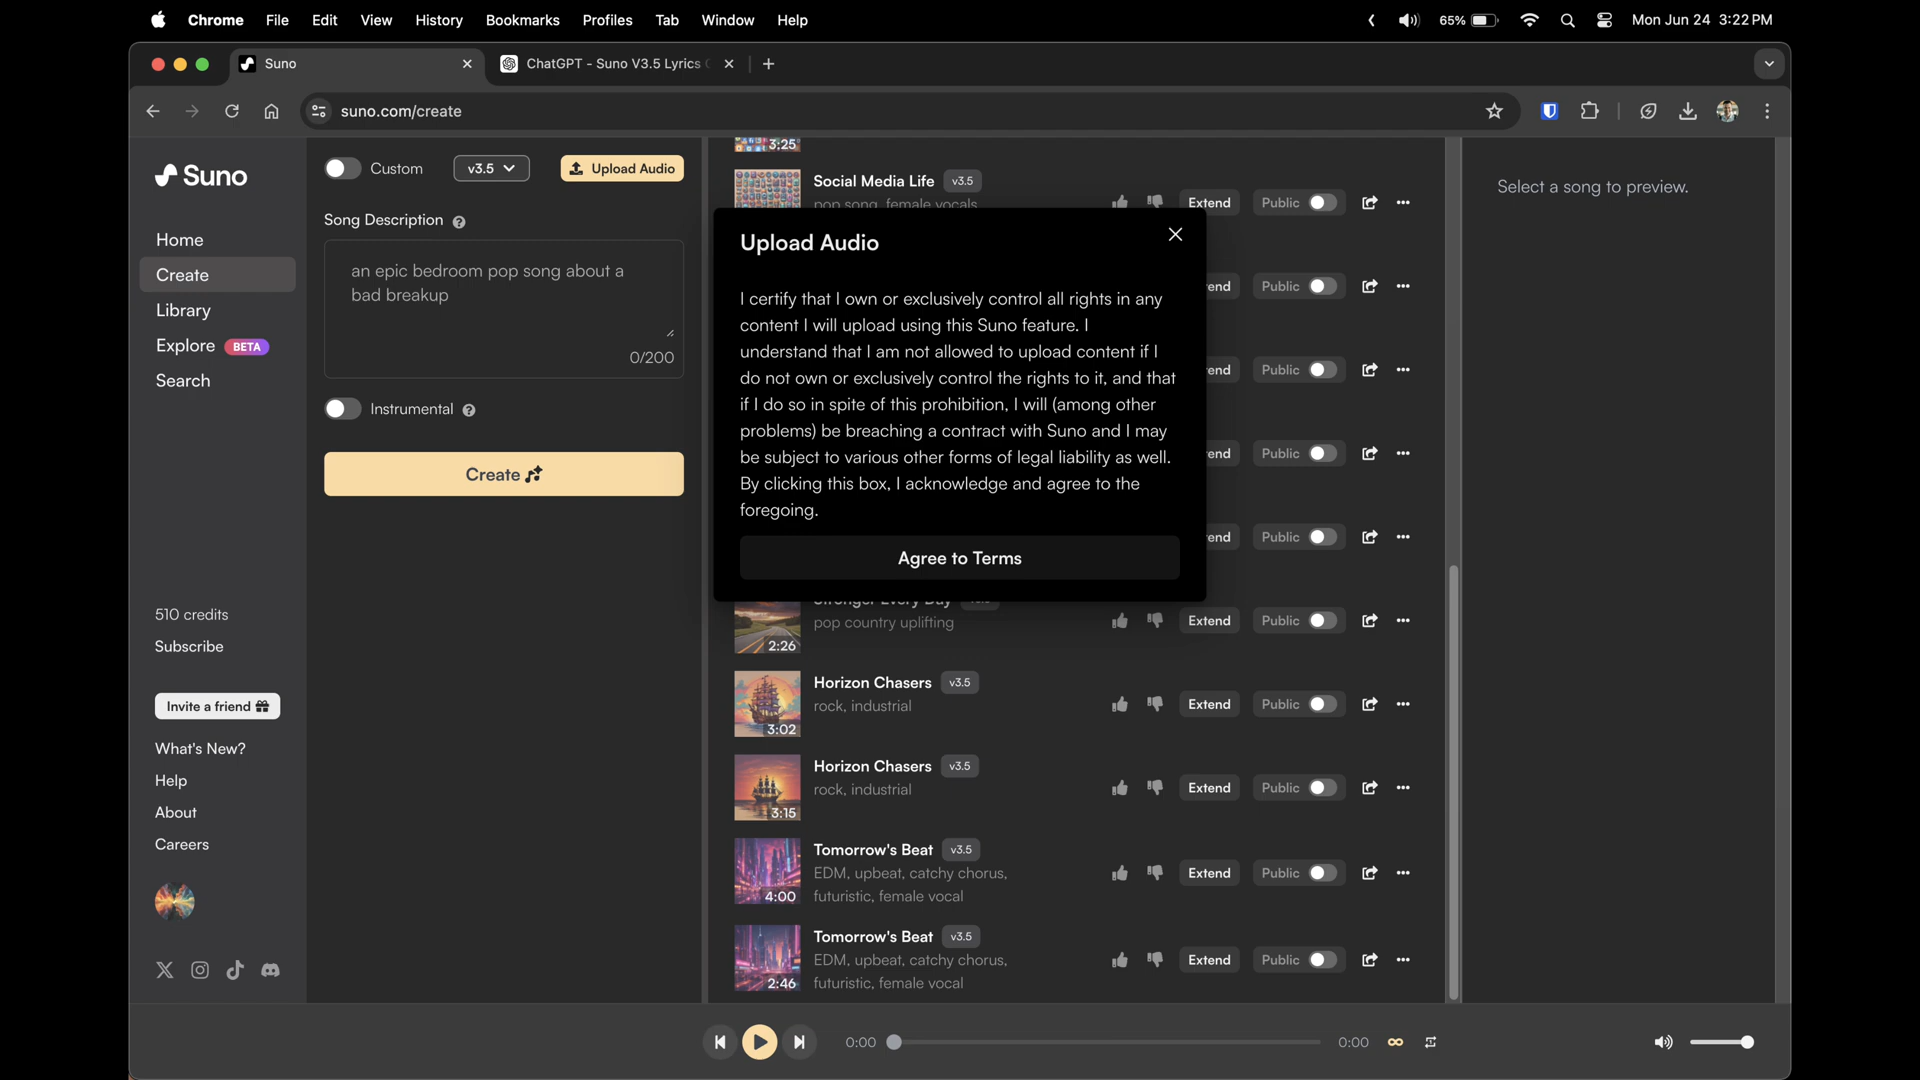 Chrome File Edit View History Bookmarks Profiles Tab Window Help 65% Mon Jun 24 3:22 PM
Suno
ChatGPT - Suno V3.5 Lyrics
suno.com/create
Suno
Home
Create
Library
Explore BETA
Search
510 credits
Subscribe
Invite a friend
What's New?
Help
About
Careers
Custom v3.5 Upload Audio
Song Description ?
an epic bedroom pop song about a
bad breakup
0/200
Instrumental ?
Create
3:25
Social Media Life v3.5
pop song, female vocals
Extend Public
Upload Audio
I certify that I own or exclusively control all rights in any
content I will upload using this Suno feature. I
understand that I am not allowed to upload content if I
do not own or exclusively control the rights to it, and that
if I do so in spite of this prohibition, I will (among other
problems) be breaching a contract with Suno and I may
be subject to various other forms of legal liability as well.
By clicking this box, I acknowledge and agree to the
foregoing.
Agree to Terms
end Public
end Public
end Public
end Public
Stronger Every Day v3.5
pop country uplifting
2:26
Extend Public
Horizon Chasers v3.5
rock, industrial
3:02
Extend Public
Horizon Chasers v3.5
rock, industrial
3:15
Extend Public
Tomorrow's Beat v3.5
EDM, upbeat, catchy chorus,
futuristic, female vocal
4:00
Extend Public
Tomorrow's Beat v3.5
EDM, upbeat, catchy chorus,
futuristic, female vocal
2:46
Extend Public
Select a song to preview.
0:00 0:00